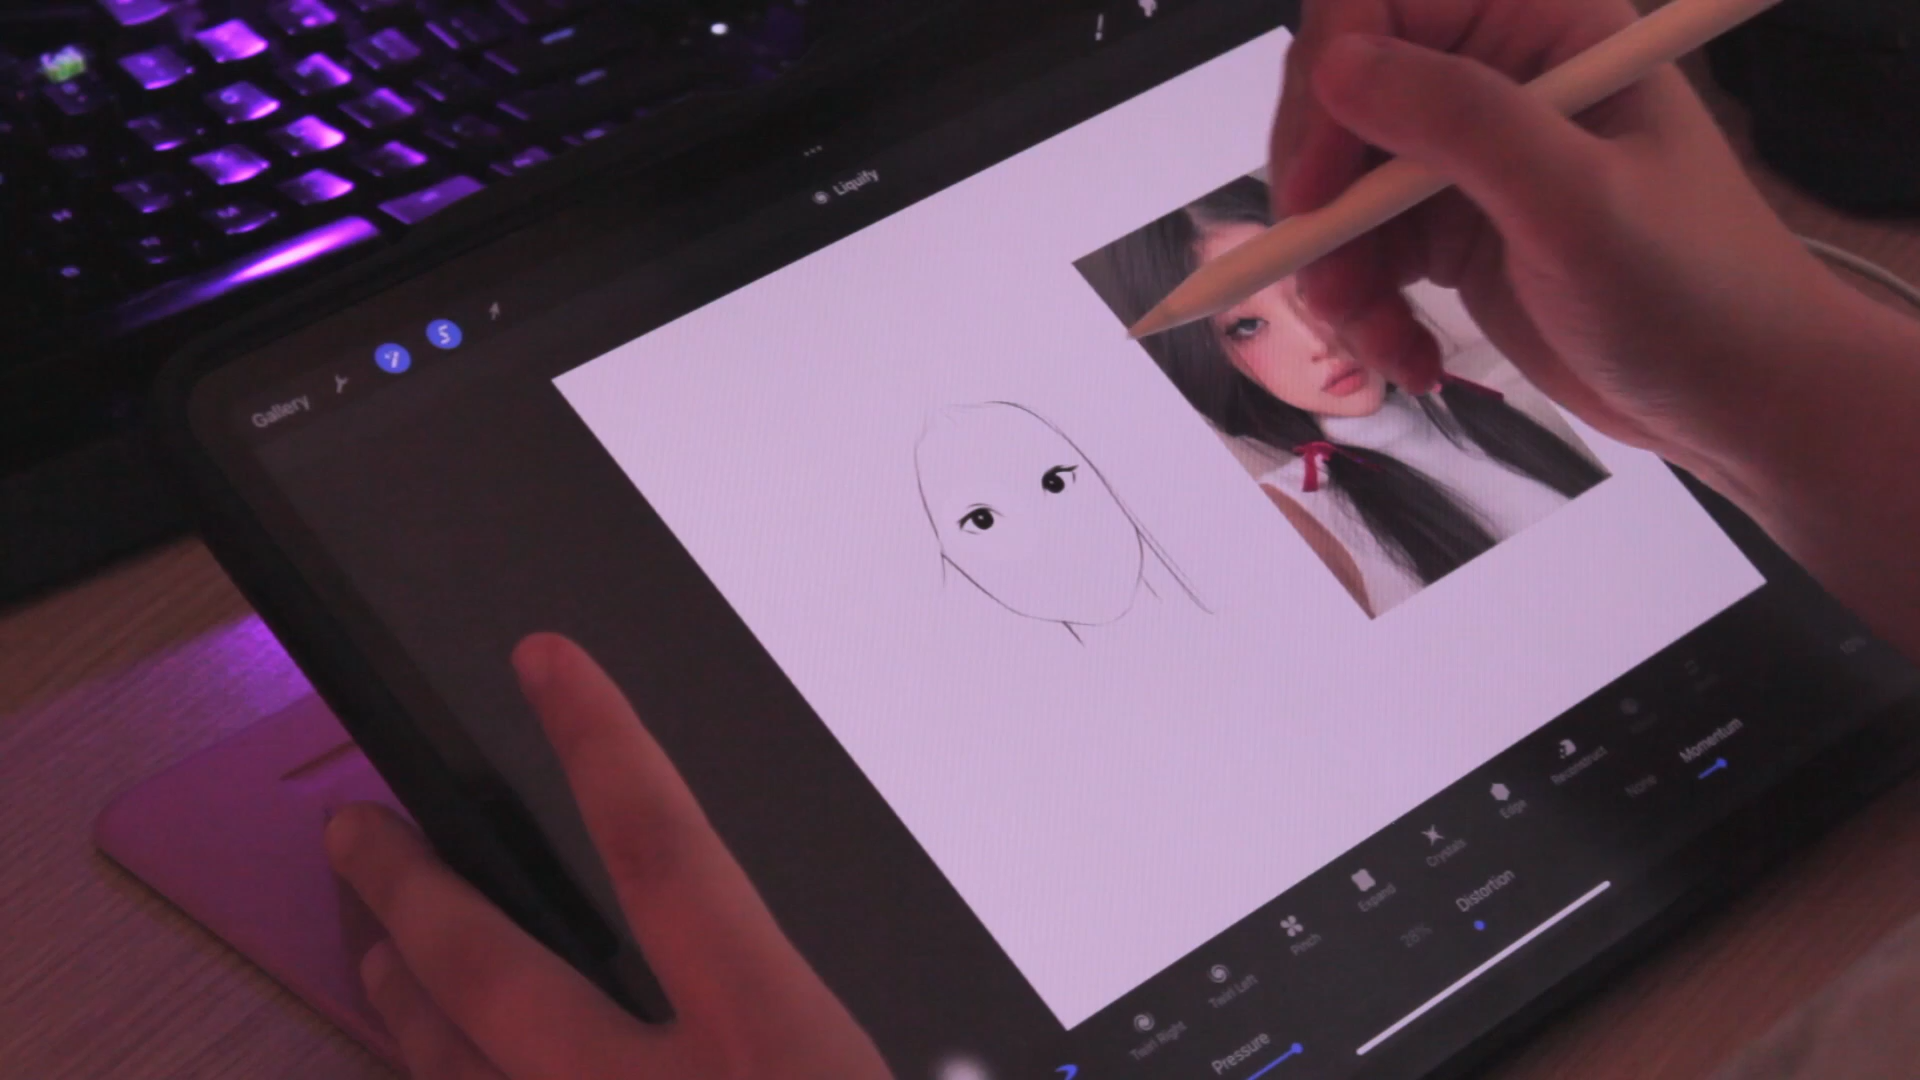 Liquify
Gallery
S
Momentum
None
Reconstruct
Edge
Crystals
Distortion
Expand
28%
Pinch
Twirl Left
Twirl Right
Pressure